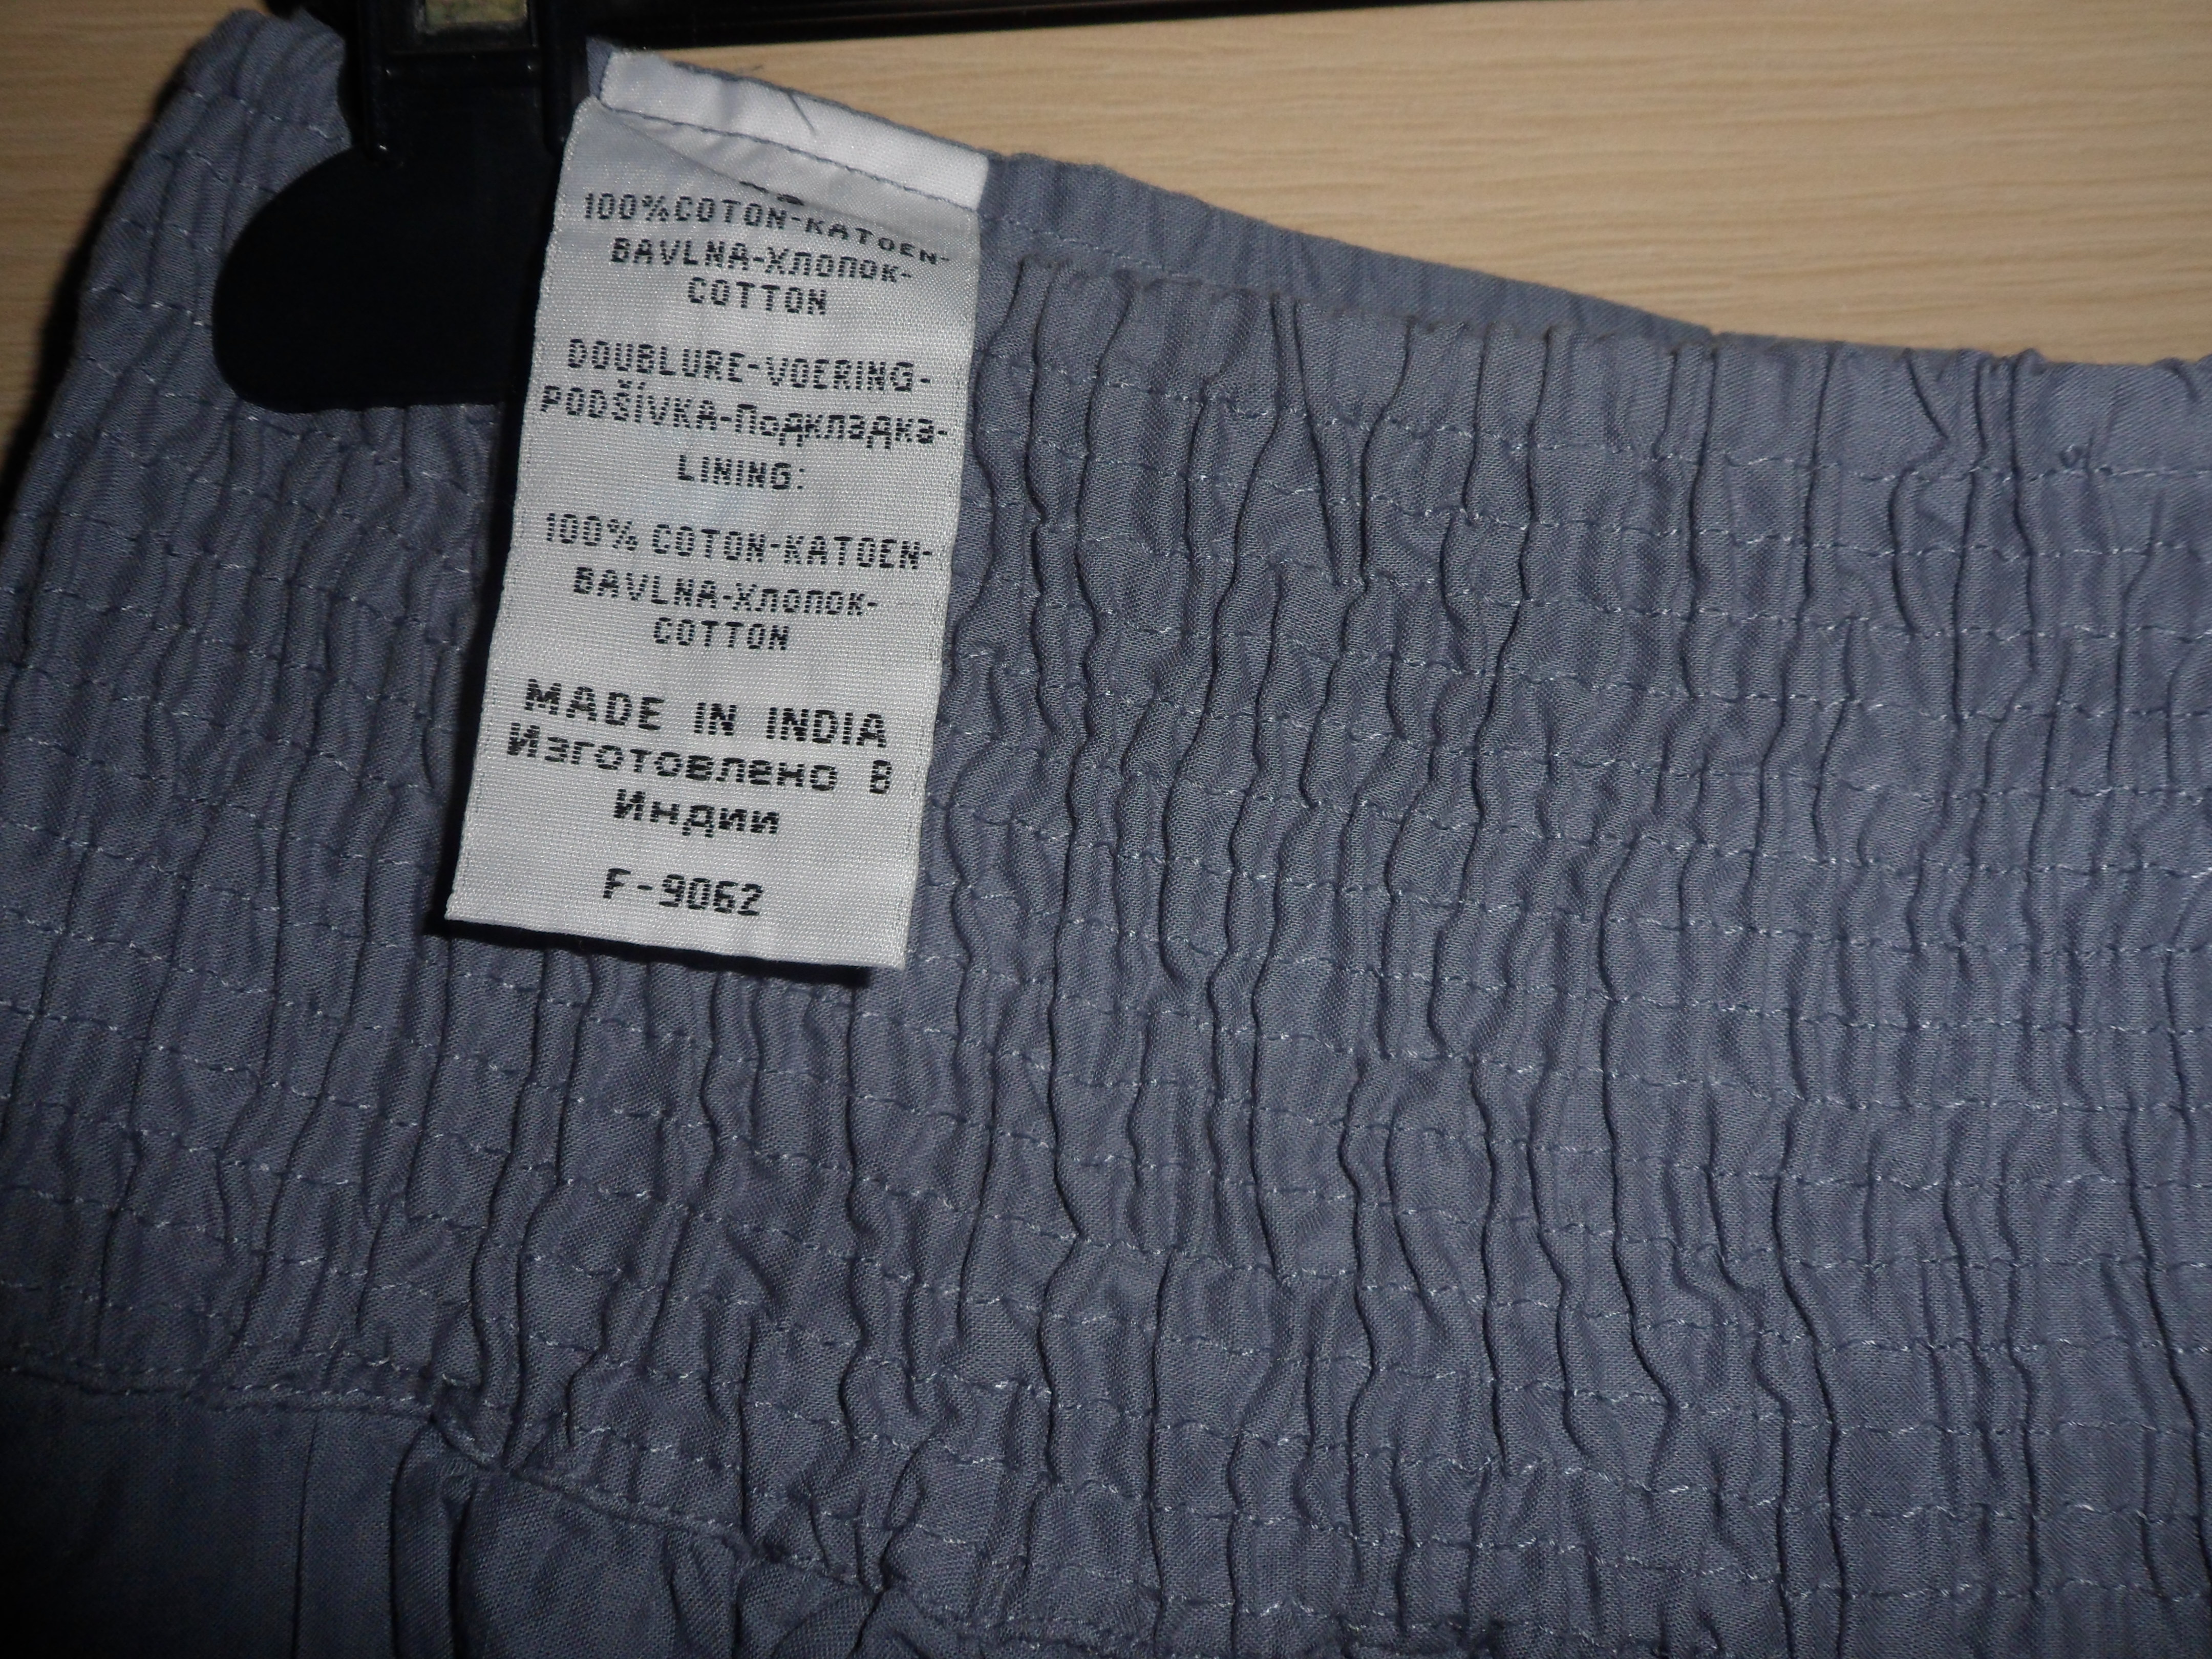 100%COTON-KATOEN-
BAVLNA-Хлопок-
COTTON
DOUBLURE-VOERING-
PODŠÍVKA-Подкладка-
LINING:
100% COTON-KATOEN-
BAVLNA-Хлопок-
COTTON
MADE IN INDIA
Изготовлено В
Индии
F-9062